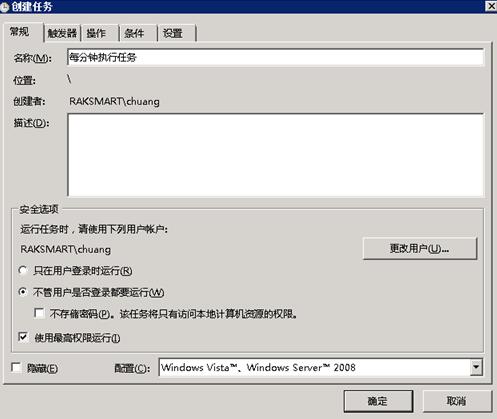 创建任务
常规 触发器 操作 条件 设置
名称(M): 每分钟执行任务
位置: \
创建者: RAKSMART\chuang
描述(D):
安全选项
运行任务时，请使用下列用户帐户:
RAKSMART\chuang
更改用户(U)...
只在用户登录时运行(R)
不管用户是否登录都要运行(W)
不存储密码(P)。该任务将只有访问本地计算机资源的权限。
使用最高权限运行(I)
隐藏(E) 配置(C): Windows Vista™、Windows Server™ 2008
确定 取消